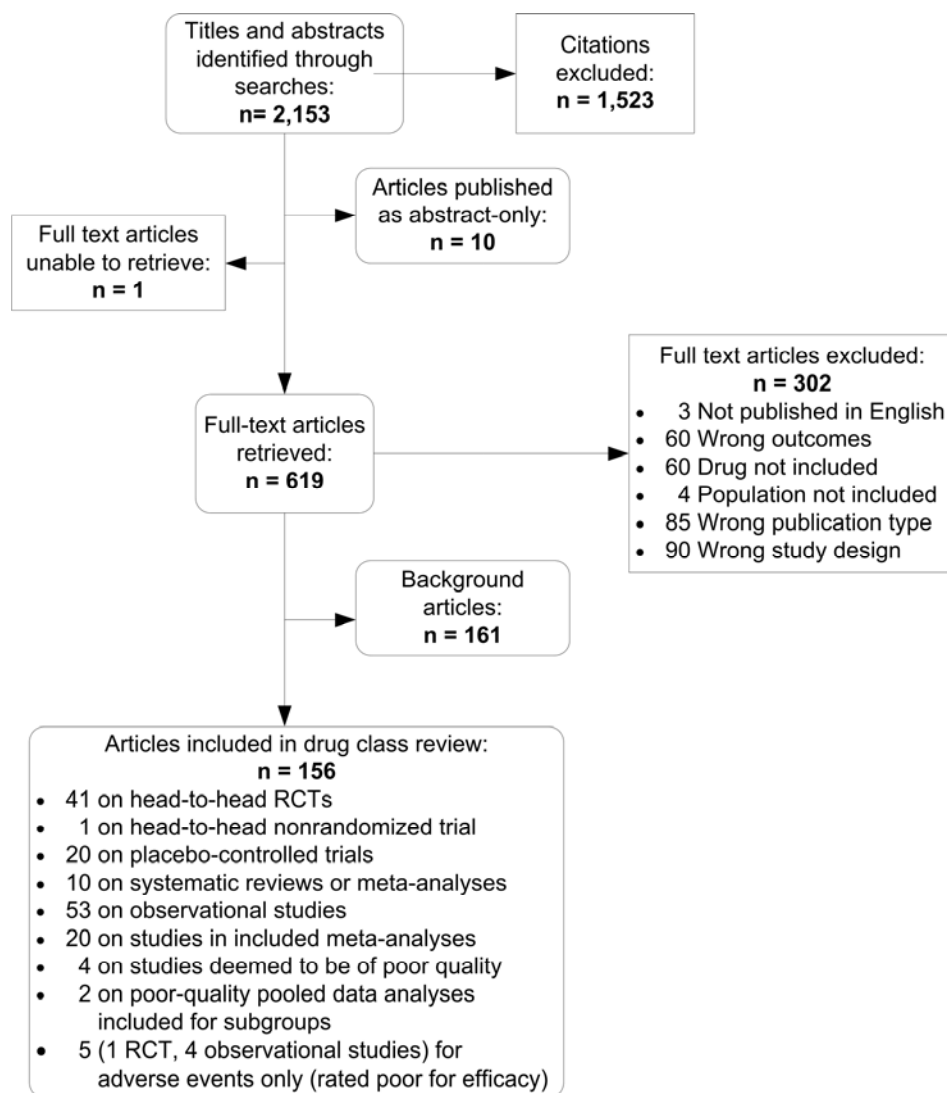 Titles and abstracts
identified through
searches:
n= 2,153
Citations
excluded:
n = 1,523
Articles published
as abstract-only:
n = 10
Full text articles
unable to retrieve:
n = 1
Full-text articles
retrieved:
n = 619
Full text articles excluded:
n = 302
• 3 Not published in English
• 60 Wrong outcomes
• 60 Drug not included
• 4 Population not included
• 85 Wrong publication type
• 90 Wrong study design
Background
articles:
n = 161
Articles included in drug class review:
n = 156
• 41 on head-to-head RCTs
• 1 on head-to-head nonrandomized trial
• 20 on placebo-controlled trials
• 10 on systematic reviews or meta-analyses
• 53 on observational studies
• 20 on studies in included meta-analyses
• 4 on studies deemed to be of poor quality
• 2 on poor-quality pooled data analyses
included for subgroups
• 5 (1 RCT, 4 observational studies) for
adverse events only (rated poor for efficacy)